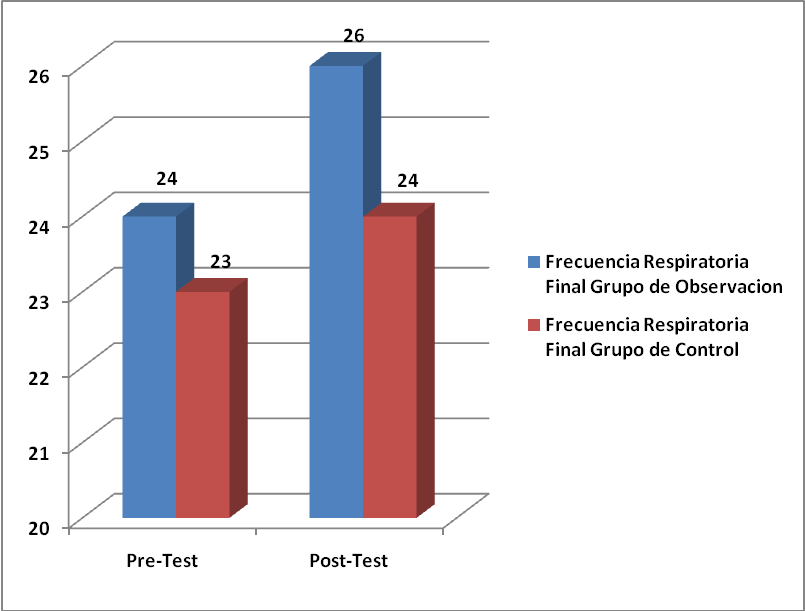 26
26
24
25
24
24
23
23
22
21
20
Pre-Test
Post-Test
Frecuencia Respiratoria
Final Grupo de Observacion
Frecuencia Respiratoria
Final Grupo de Control